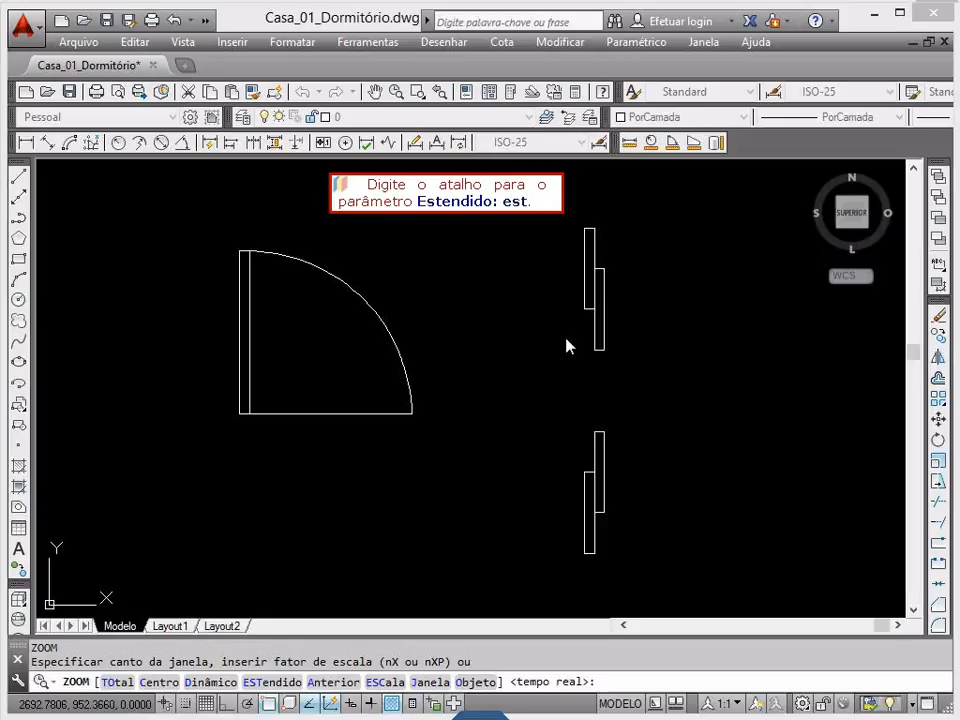 Casa_01_Dormitório.dwg
Digite palavra-chave ou frase
Efetuar login
Arquivo Editar Vista Inserir Formatar Ferramentas Desenhar Cota Modificar Paramétrico Janela Ajuda
Casa_01_Dormitório*
Standard ISO-25 Stan
Pessoal 0 PorCamada PorCamada
ISO-25
Digite o atalho para o
parâmetro Estendido: est.
N
S SUPERIOR O
L
WCS
Y
X
Modelo Layout1 Layout2
ZOOM
Especificar canto da janela, inserir fator de escala (nX ou nXP) ou
ZOOM [TOtal Centro Dinâmico ESTendido Anterior ESCala Janela Objeto] <tempo real>:
2692.7806, 952.3660, 0.0000 MODELO 1:1